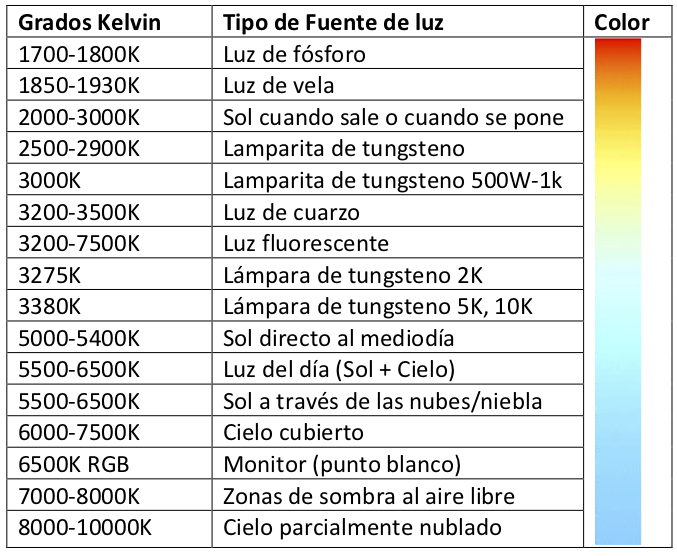 Grados Kelvin Tipo de Fuente de luz Color
1700-1800K Luz de fósforo
1850-1930K Luz de vela
2000-3000K Sol cuando sale o cuando se pone
2500-2900K Lamparita de tungsteno
3000K Lamparita de tungsteno 500W-1k
3200-3500K Luz de cuarzo
3200-7500K Luz fluorescente
3275K Lámpara de tungsteno 2K
3380K Lámpara de tungsteno 5K, 10K
5000-5400K Sol directo al mediodía
5500-6500K Luz del día (Sol + Cielo)
5500-6500K Sol a través de las nubes/niebla
6000-7500K Cielo cubierto
6500K RGB Monitor (punto blanco)
7000-8000K Zonas de sombra al aire libre
8000-10000K Cielo parcialmente nublado